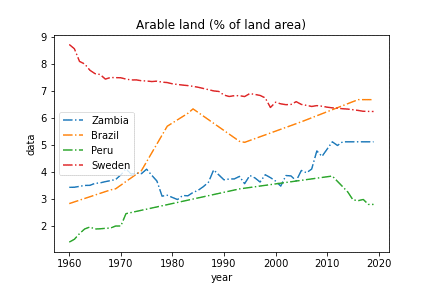 Arable land (% of land area)
9
8
7
6
5
4
3
2
data
Zambia
Brazil
Peru
Sweden
1960 1970 1980 1990 2000 2010 2020
year